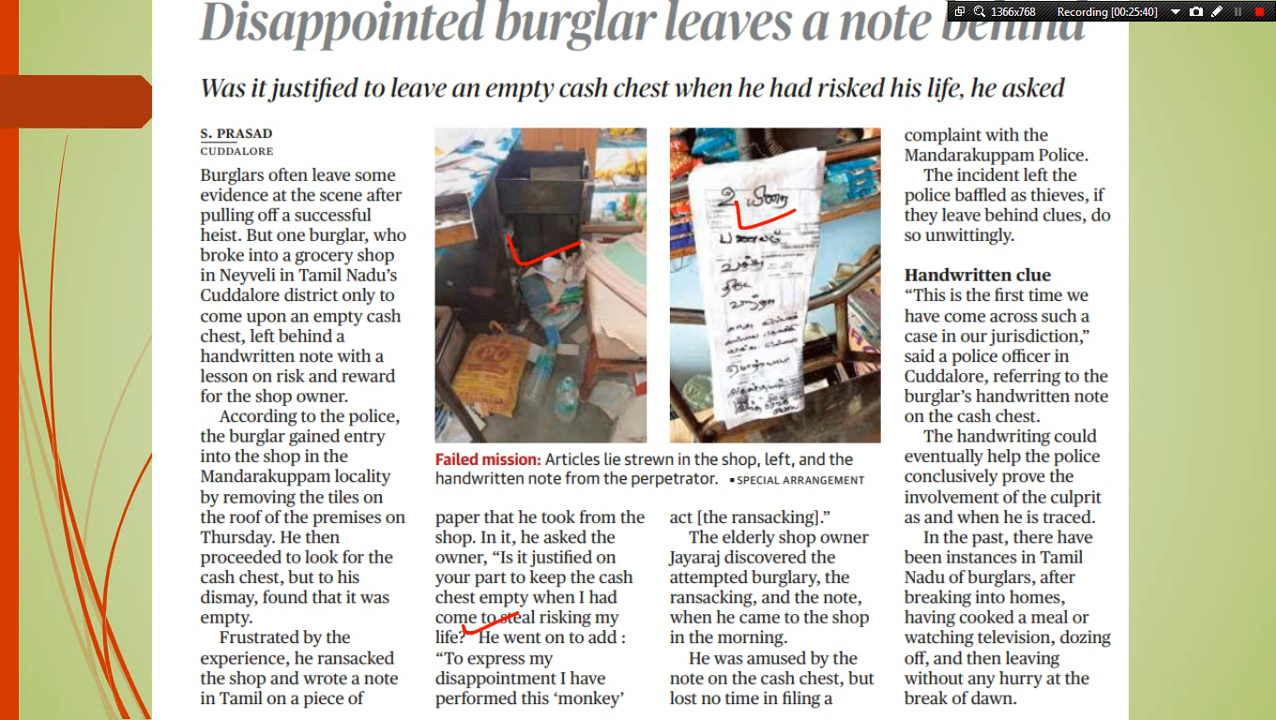 Disappointed burglar leaves a note behind
1366x768
Recording [00:25:40]
Was it justified to leave an empty cash chest when he had risked his life, he asked
S. PRASAD
CUDDALORE
Burglars often leave some
evidence at the scene after
pulling off a successful
heist. But one burglar, who
broke into a grocery shop
in Neyveli in Tamil Nadu’s
Cuddalore district only to
come upon an empty cash
chest, left behind a
handwritten note with a
lesson on risk and reward
for the shop owner.
According to the police,
the burglar gained entry
into the shop in the
Mandarakuppam locality
by removing the tiles on
the roof of the premises on
Thursday. He then
proceeded to look for the
cash chest, but to his
dismay, found that it was
empty.
Frustrated by the
experience, he ransacked
the shop and wrote a note
in Tamil on a piece of
உயிரை
பணயம்
வைத்து
திருட
வந்தா
Failed mission: Articles lie strewn in the shop, left, and the
handwritten note from the perpetrator. ▪SPECIAL ARRANGEMENT
paper that he took from the
shop. In it, he asked the
owner, “Is it justified on
your part to keep the cash
chest empty when I had
come to steal risking my
life?” He went on to add :
“To express my
disappointment I have
performed this ‘monkey’
act [the ransacking].”
The elderly shop owner
Jayaraj discovered the
attempted burglary, the
ransacking, and the note,
when he came to the shop
in the morning.
He was amused by the
note on the cash chest, but
lost no time in filing a
complaint with the
Mandarakuppam Police.
The incident left the
police baffled as thieves, if
they leave behind clues, do
so unwittingly.
Handwritten clue
“This is the first time we
have come across such a
case in our jurisdiction,”
said a police officer in
Cuddalore, referring to the
burglar’s handwritten note
on the cash chest.
The handwriting could
eventually help the police
conclusively prove the
involvement of the culprit
as and when he is traced.
In the past, there have
been instances in Tamil
Nadu of burglars, after
breaking into homes,
having cooked a meal or
watching television, dozing
off, and then leaving
without any hurry at the
break of dawn.